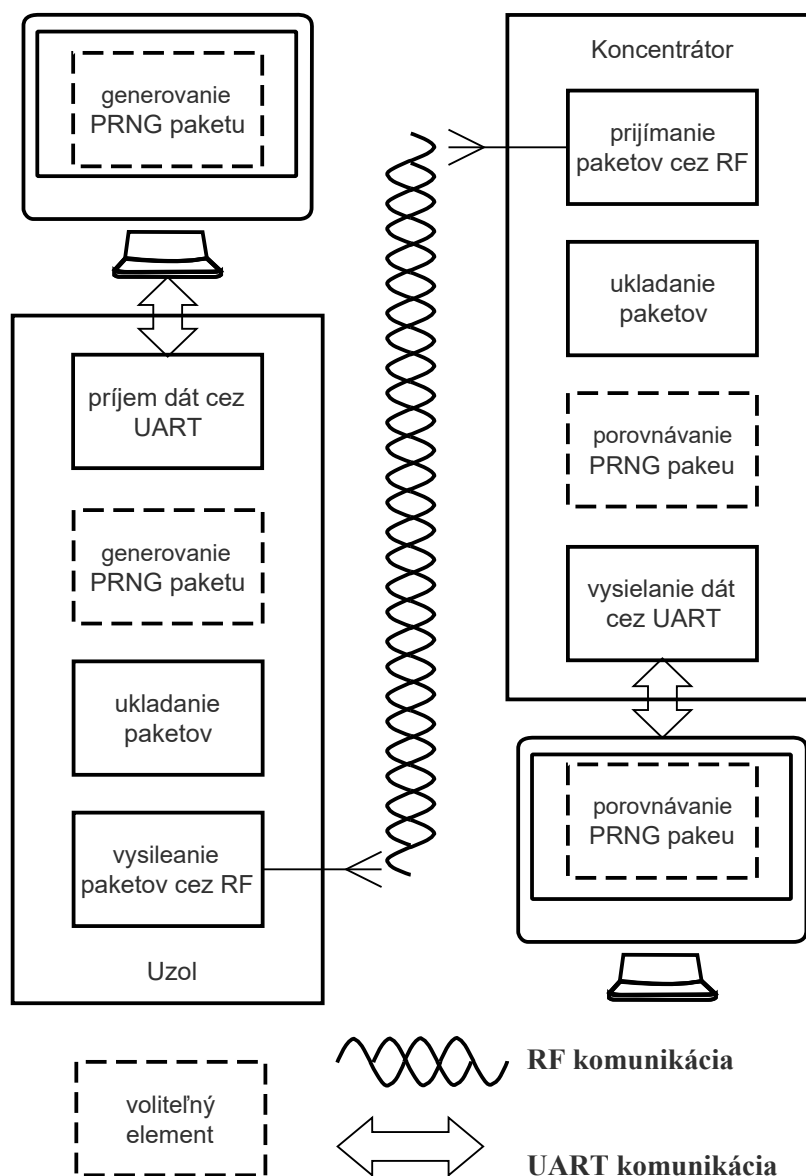 generovanie
PRNG paketu
príjem dát cez
UART
generovanie
PRNG paketu
ukladanie
paketov
vysileanie
paketov cez RF
Uzol
Koncentrátor
prijímanie
paketov cez RF
ukladanie
paketov
porovnávanie
PRNG pakeu
vysielanie dát
cez UART
porovnávanie
PRNG pakeu
voliteľný
element
RF komunikácia
UART komunikácia